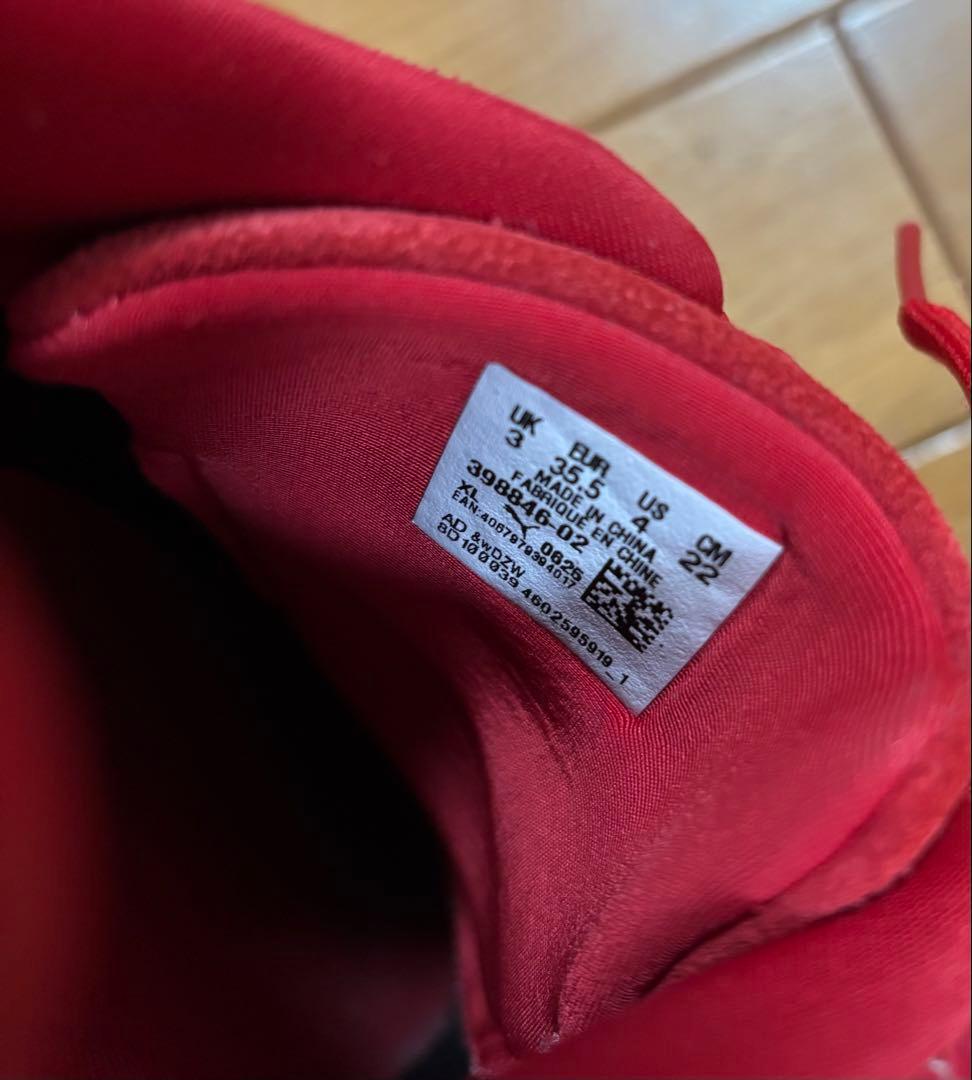 UK EUR US CM
3 35.5 4 22
MADE IN CHINA
FABRIQUÉ EN CHINE
398846-02
XL 0625
EAN:4067979394017
AD &wDZW
8D100039 4602595919_1